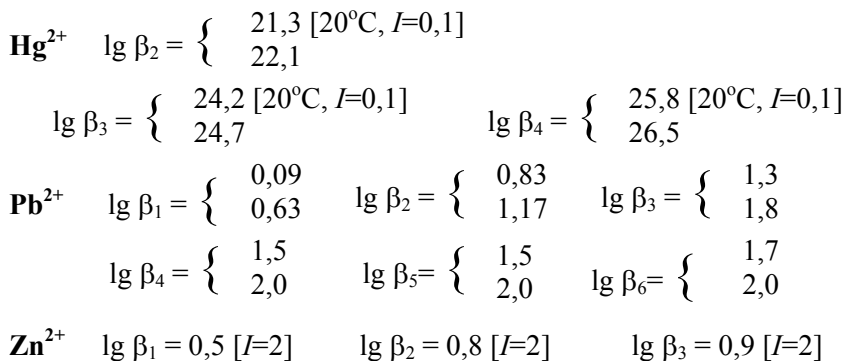 Hg²⁺ lg β₂ = { 21,3 [20°C, I=0,1]
22,1
lg β₃ = { 24,2 [20°C, I=0,1] lg β₄ = { 25,8 [20°C, I=0,1]
24,7 26,5
Pb²⁺ lg β₁ = { 0,09 lg β₂ = { 0,83 lg β₃ = { 1,3
0,63 1,17 1,8
lg β₄ = { 1,5 lg β₅= { 1,5 lg β₆= { 1,7
2,0 2,0 2,0
Zn²⁺ lg β₁ = 0,5 [I=2] lg β₂ = 0,8 [I=2] lg β₃ = 0,9 [I=2]